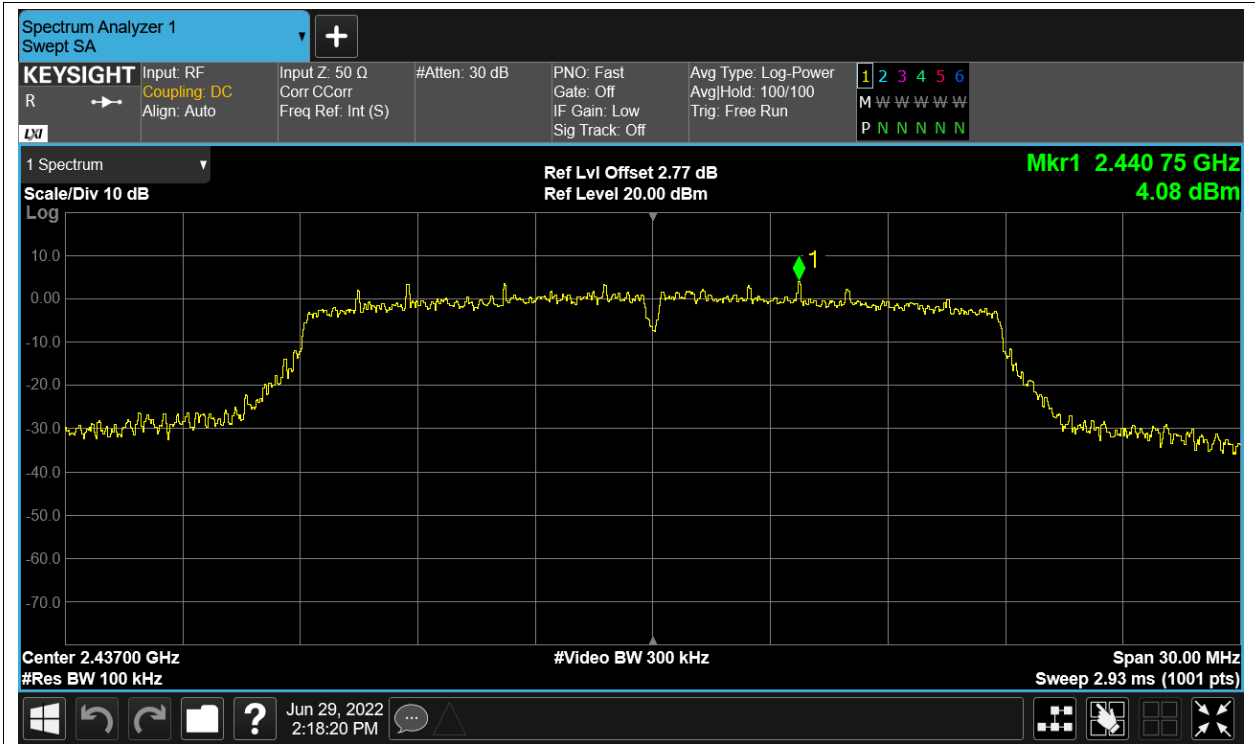 Spectrum Analyzer 1
Swept SA
KEYSIGHT
R
LXI
Input: RF
Coupling: DC
Align: Auto
Input Z: 50 Ω
Corr CCorr
Freq Ref: Int (S)
#Atten: 30 dB
PNO: Fast
Gate: Off
IF Gain: Low
Sig Track: Off
Avg Type: Log-Power
Avg|Hold: 100/100
Trig: Free Run
1 2 3 4 5 6
M W W W W W
P N N N N N
1 Spectrum
Scale/Div 10 dB
Log
Ref Lvl Offset 2.77 dB
Ref Level 20.00 dBm
Mkr1 2.440 75 GHz
4.08 dBm
1
10.0
0.00
-10.0
-20.0
-30.0
-40.0
-50.0
-60.0
-70.0
Center 2.43700 GHz
#Video BW 300 kHz
Span 30.00 MHz
#Res BW 100 kHz
Sweep 2.93 ms (1001 pts)
?
Jun 29, 2022
2:18:20 PM